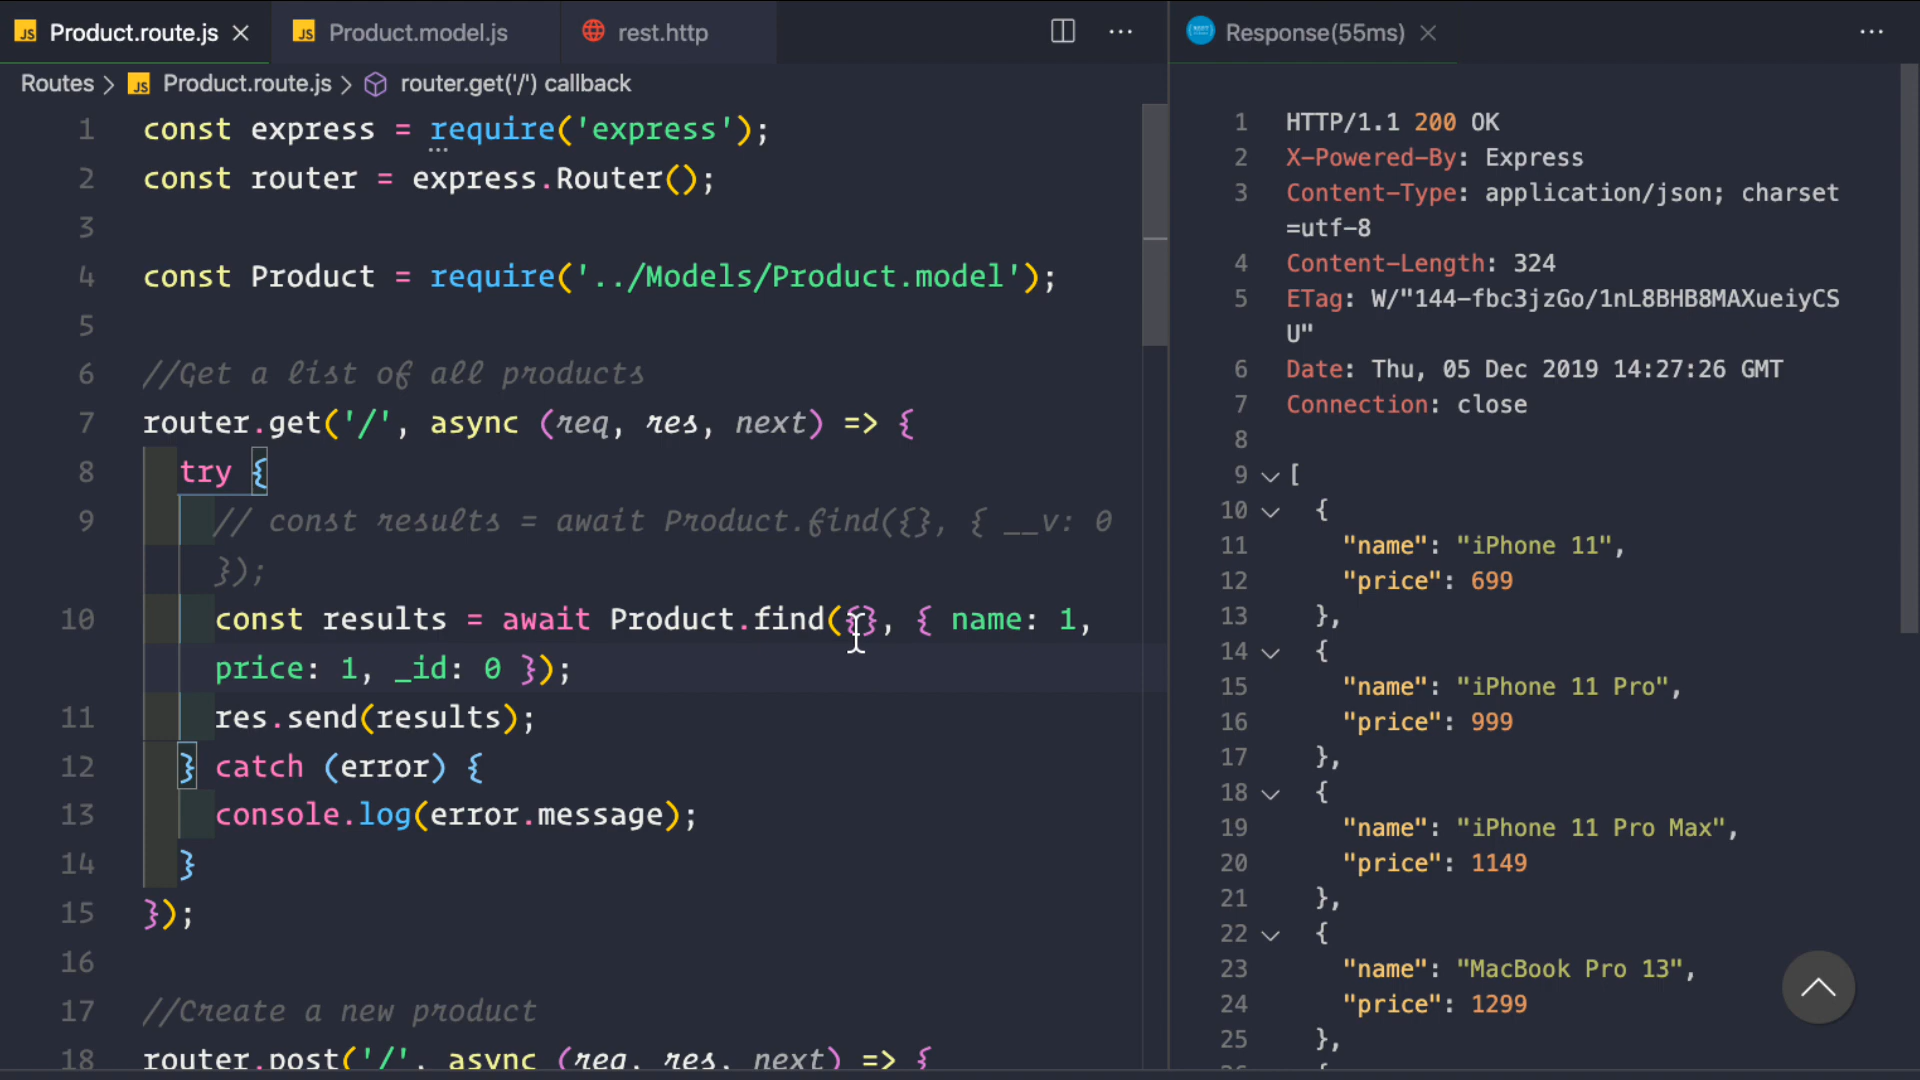 JS Product.route.js
JS Product.model.js
rest.http
Routes > JS Product.route.js > router.get('/') callback
1 const express = require('express');
2 const router = express.Router();
3
4 const Product = require('../Models/Product.model');
5
6 //Get a list of all products
7 router.get('/', async (req, res, next) => {
8 try {
9 // const results = await Product.find({}, { __v: 0
});
10 const results = await Product.find({}, { name: 1,
price: 1, _id: 0 });
11 res.send(results);
12 } catch (error) {
13 console.log(error.message);
14 }
15 });
16
17 //Create a new product
18 router.post('/', async (req, res, next) => {
Response(55ms)
1 HTTP/1.1 200 OK
2 X-Powered-By: Express
3 Content-Type: application/json; charset
=utf-8
4 Content-Length: 324
5 ETag: W/"144-fbc3jzGo/1nL8BHB8MAXueiyCS
U"
6 Date: Thu, 05 Dec 2019 14:27:26 GMT
7 Connection: close
8
9 [
10 {
11 "name": "iPhone 11",
12 "price": 699
13 },
14 {
15 "name": "iPhone 11 Pro",
16 "price": 999
17 },
18 {
19 "name": "iPhone 11 Pro Max",
20 "price": 1149
21 },
22 {
23 "name": "MacBook Pro 13",
24 "price": 1299
25 },